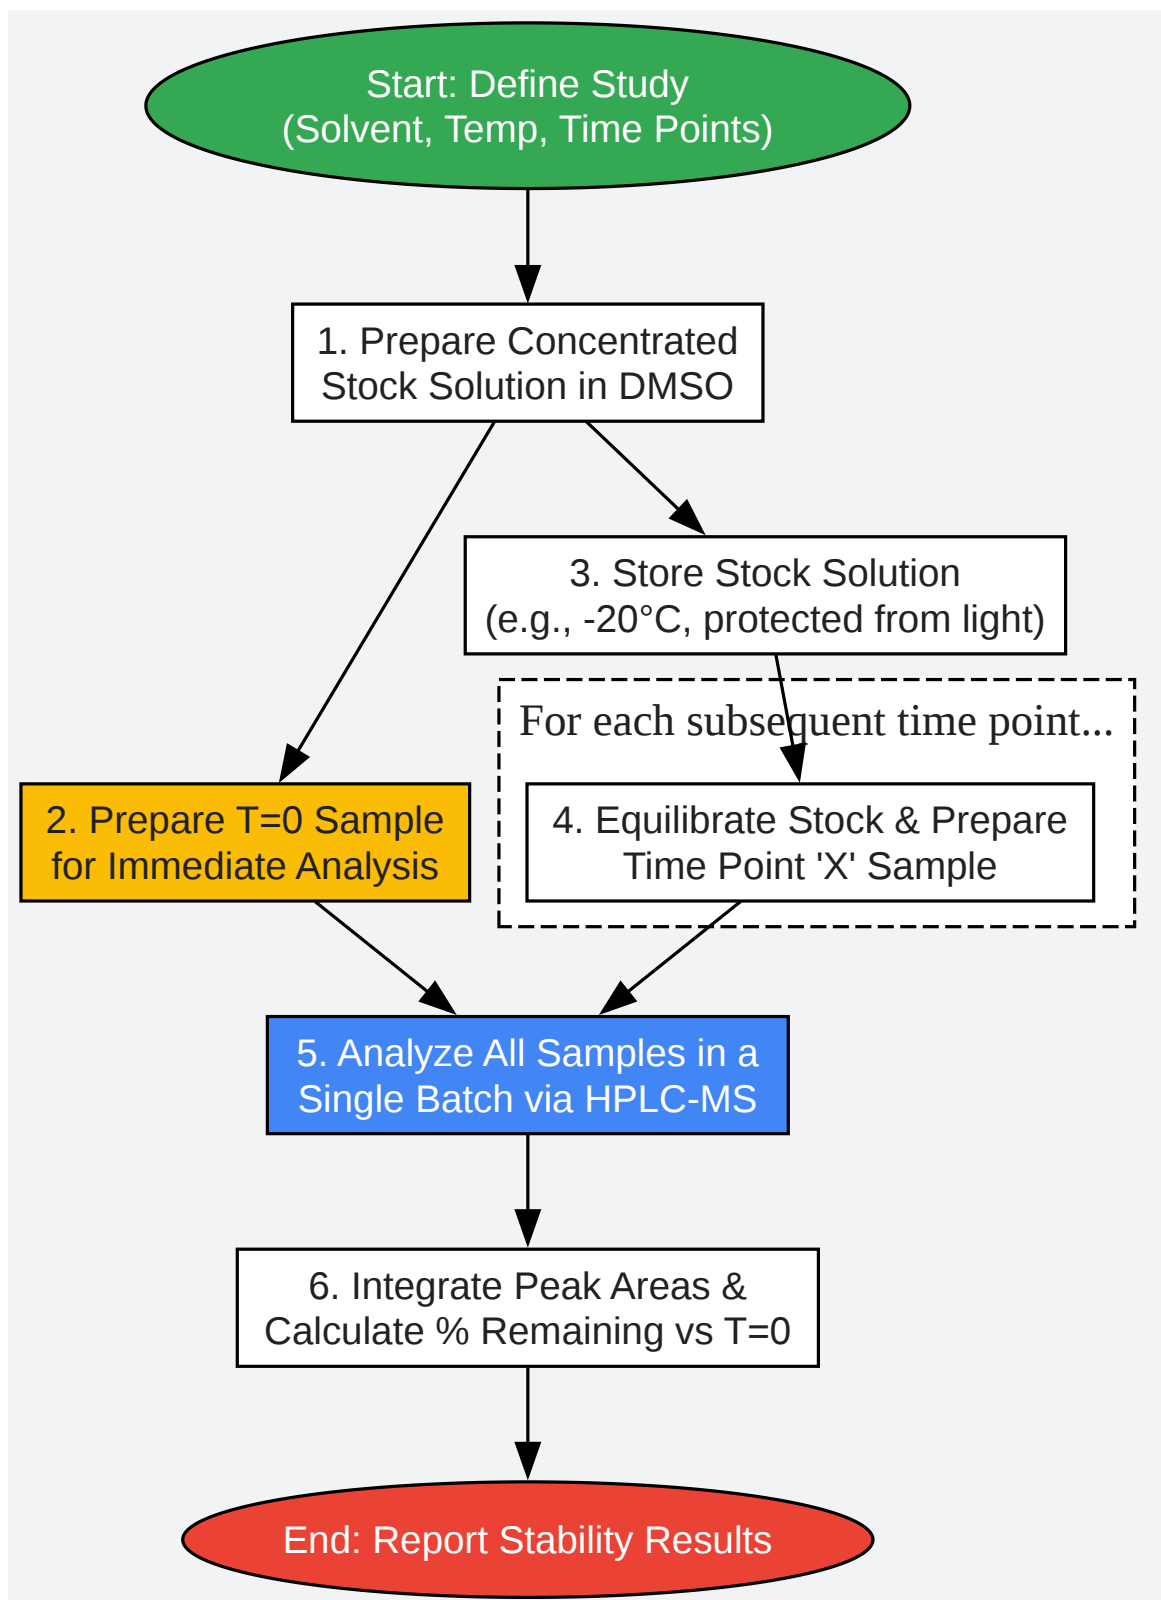 Start: Define Study
(Solvent, Temp, Time Points)
1. Prepare Concentrated
Stock Solution in DMSO
3. Store Stock Solution
(e.g., -20°C, protected from light)
For each subsequent time point...
2. Prepare T=0 Sample
for Immediate Analysis
4. Equilibrate Stock & Prepare
Time Point 'X' Sample
5. Analyze All Samples in a
Single Batch via HPLC-MS
6. Integrate Peak Areas &
Calculate % Remaining vs T=0
End: Report Stability Results